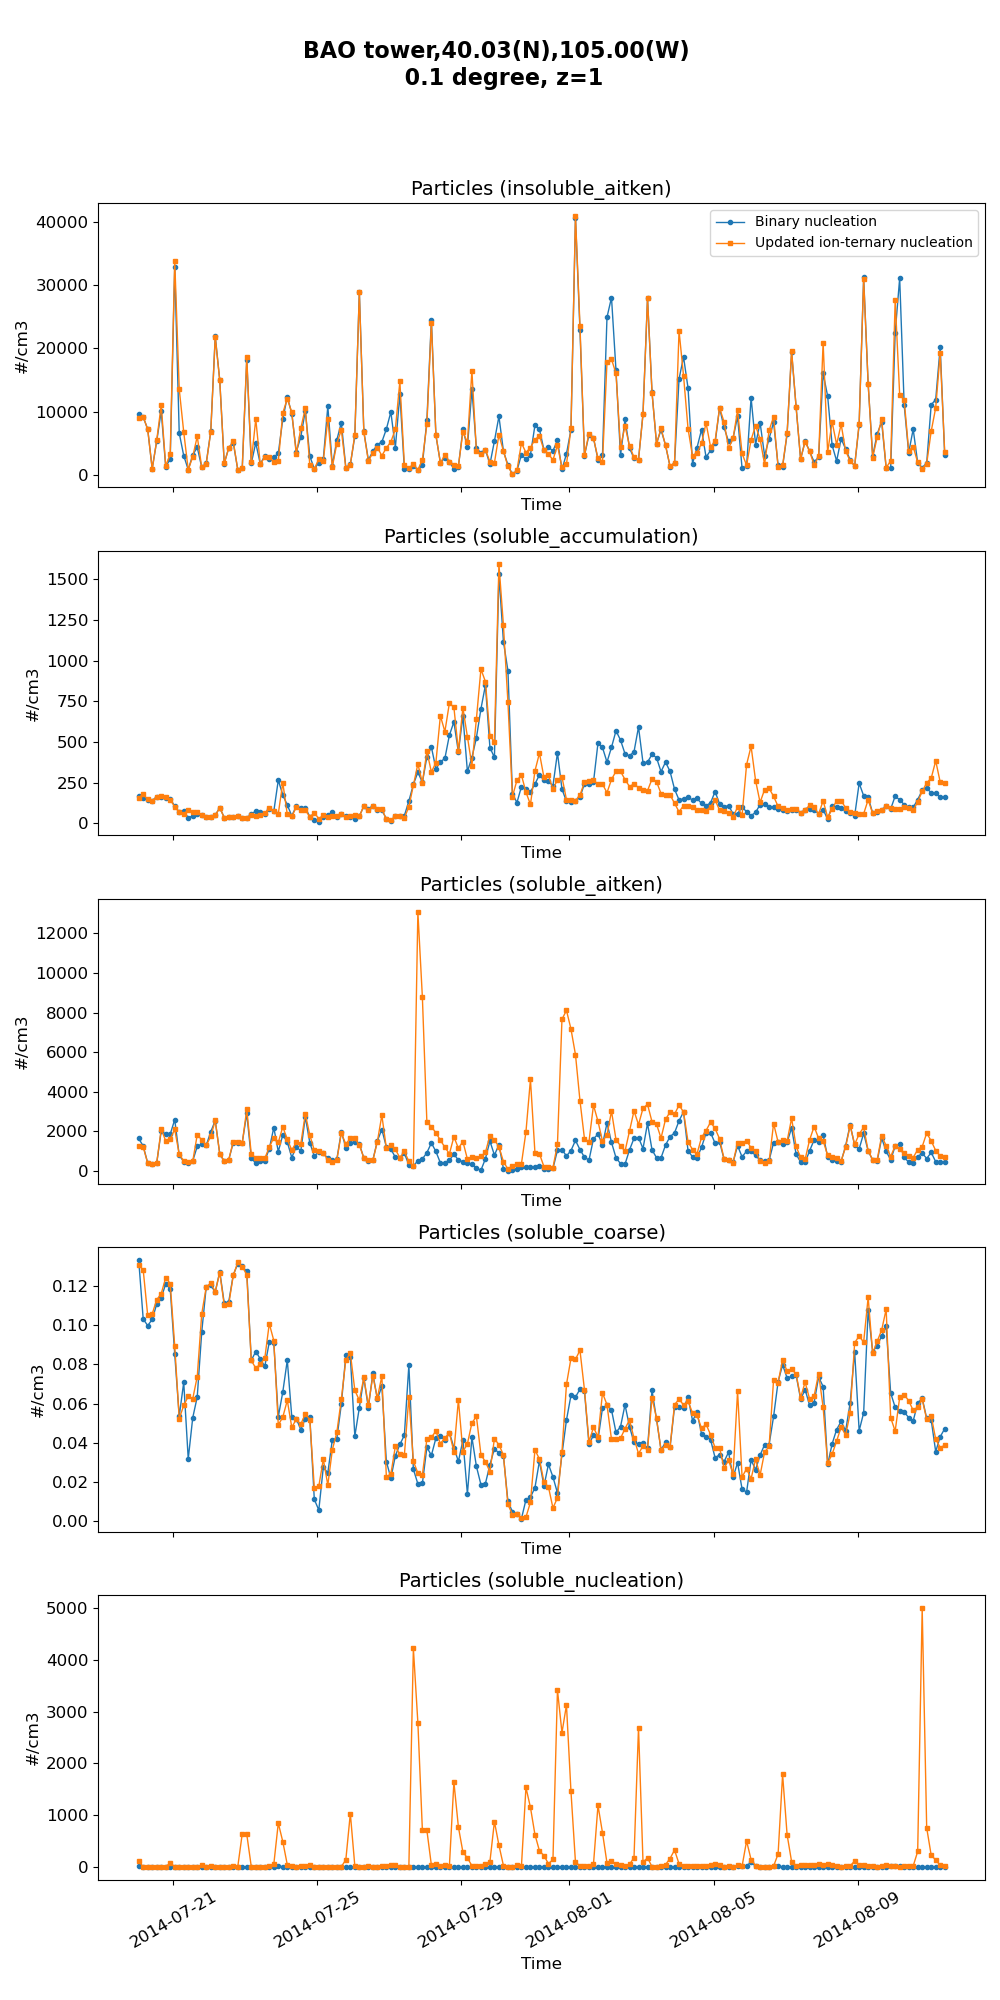 BAO tower,40.03(N),105.00(W)
0.1 degree, z=1
Particles (insoluble_aitken)
Binary nucleation
Updated ion-ternary nucleation
40000
30000
20000
10000
0
#/cm3
Time
Particles (soluble_accumulation)
1500
1250
1000
750
500
250
0
#/cm3
Time
Particles (soluble_aitken)
12000
10000
8000
6000
4000
2000
0
#/cm3
Time
Particles (soluble_coarse)
0.12
0.10
0.08
0.06
0.04
0.02
0.00
#/cm3
Time
Particles (soluble_nucleation)
5000
4000
3000
2000
1000
0
#/cm3
2014-07-21
2014-07-25
2014-07-29
2014-08-01
2014-08-05
2014-08-09
Time